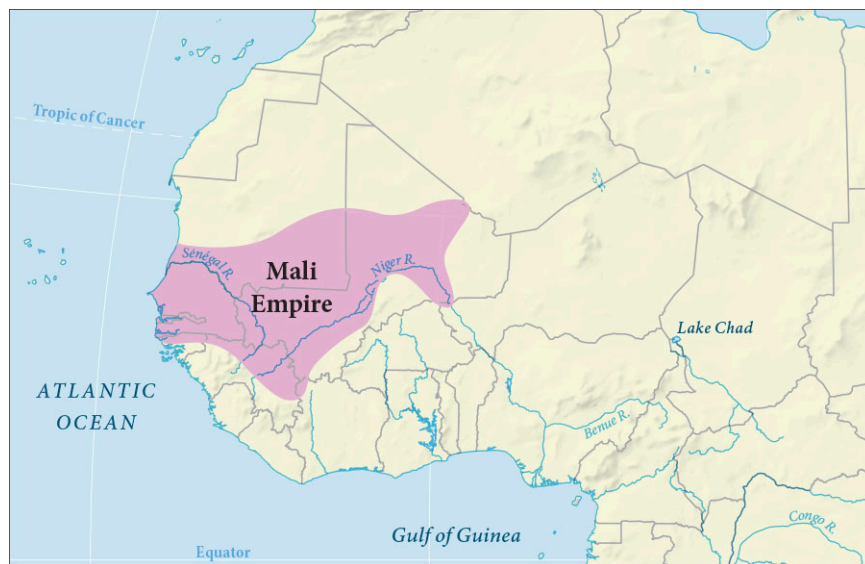 Tropic of Cancer
Sénégal R.
Niger R.
Mali
Empire
Lake Chad
ATLANTIC
OCEAN
Benue R.
Gulf of Guinea
Congo R.
Equator